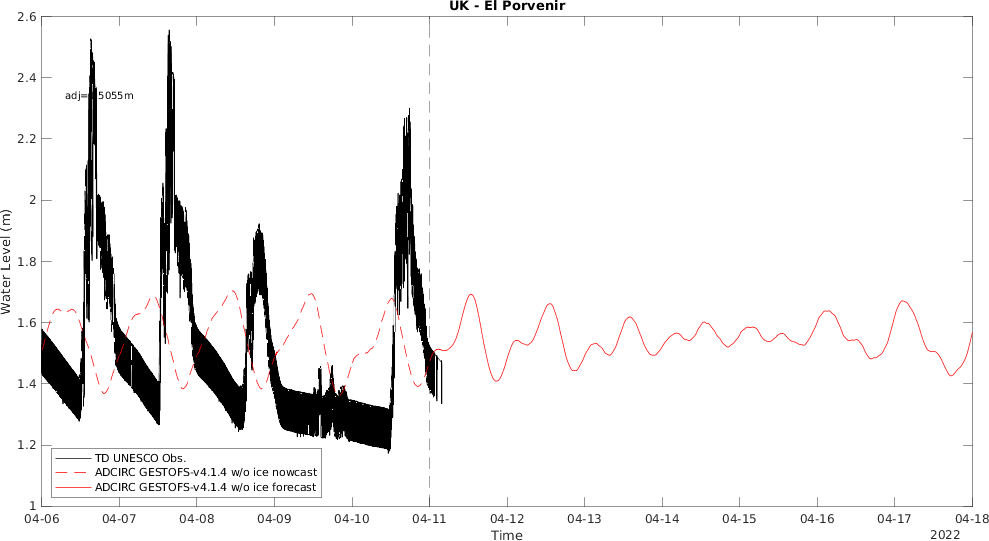 UK - El Porvenir
2.6
2.4
2.2
2
1.8
1.6
1.4
1.2
1
Water Level (m)
TD UNESCO Obs.
ADCIRC GESTOFS-v4.1.4 w/o ice nowcast
ADCIRC GESTOFS-v4.1.4 w/o ice forecast
04-06 04-07 04-08 04-09 04-10 04-11 04-12 04-13 04-14 04-15 04-16 04-17 04-18
Time
2022